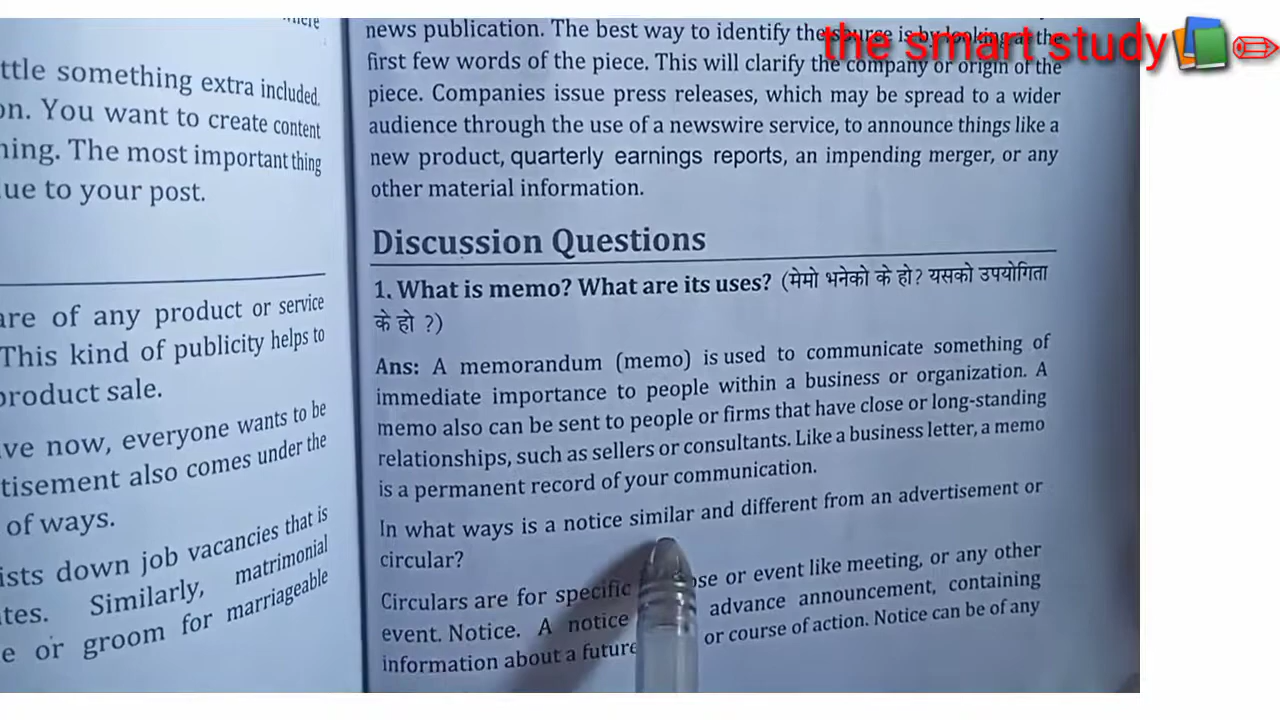 ttle something extra included.
on. You want to create content
ning. The most important thing
ue to your post.
are of any product or service
This kind of publicity helps to
product sale.
ve now, everyone wants to be
tisement also comes under the
of ways.
ists down job vacancies that is
tes. Similarly, matrimonial
e or groom for marriageable
news publication. The best way to identify the source is by looking at the
first few words of the piece. This will clarify the company or origin of the
piece. Companies issue press releases, which may be spread to a wider
audience through the use of a newswire service, to announce things like a
new product, quarterly earnings reports, an impending merger, or any
other material information.
Discussion Questions
1. What is memo? What are its uses? (मेमो भनेको के हो? यसको उपयोगिता
के हो ?)
Ans: A memorandum (memo) is used to communicate something of
immediate importance to people within a business or organization. A
memo also can be sent to people or firms that have close or long-standing
relationships, such as sellers or consultants. Like a business letter, a memo
is a permanent record of your communication.
In what ways is a notice similar and different from an advertisement or
circular?
Circulars are for specific ose or event like meeting, or any other
event. Notice. A notice advance announcement, containing
information about a future or course of action. Notice can be of any
the smart study